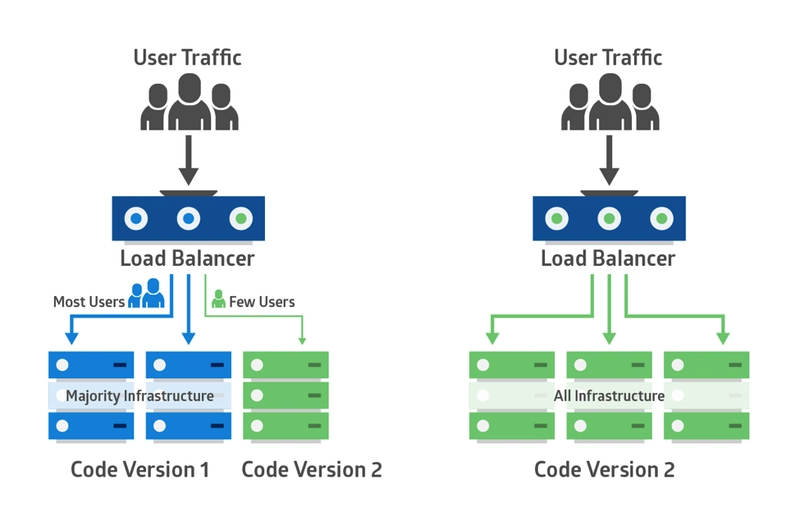 User Traffic
Load Balancer
Most Users
Few Users
Majority Infrastructure
Code Version 1
Code Version 2
User Traffic
Load Balancer
All Infrastructure
Code Version 2